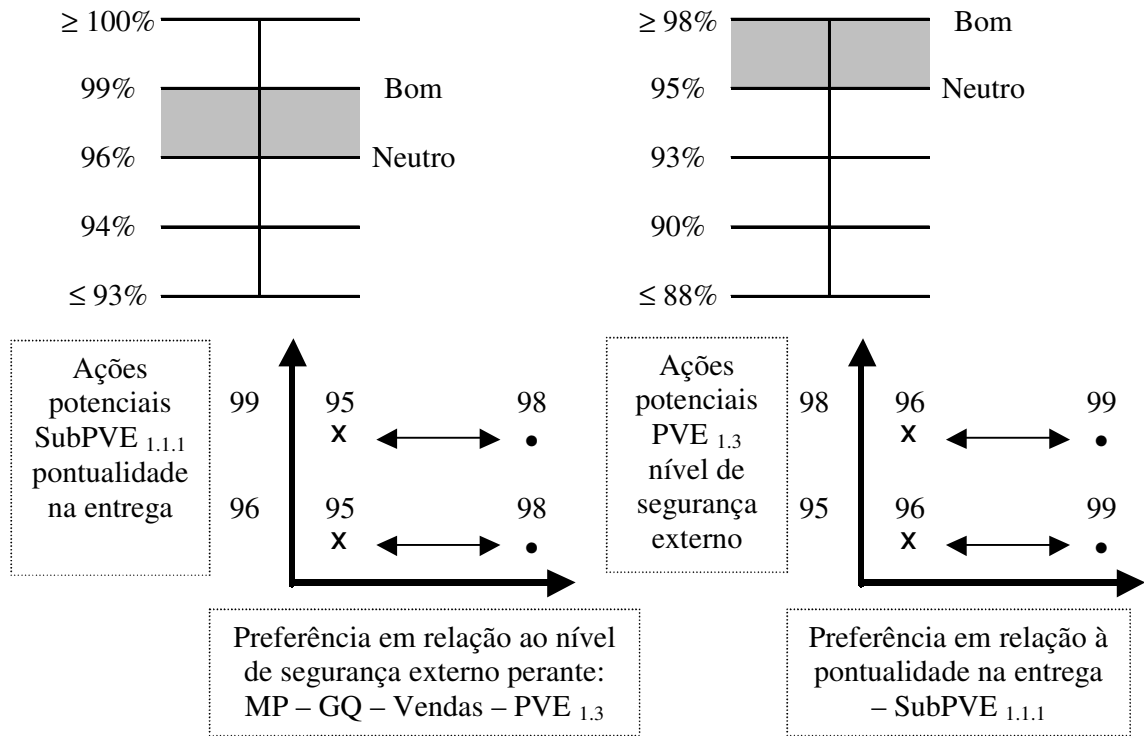 ≥ 100%
99% Bom
96% Neutro
94%
≤ 93%
≥ 98% Bom
95% Neutro
93%
90%
≤ 88%
Ações
potenciais
SubPVE 1.1.1
pontualidade
na entrega
99 95 98
x
96 95 98
x
Preferência em relação ao nível
de segurança externo perante:
MP – GQ – Vendas – PVE 1.3
Ações
potenciais
PVE 1.3
nível de
segurança
externo
98 96 99
x
95 96 99
x
Preferência em relação à
pontualidade na entrega
– SubPVE 1.1.1